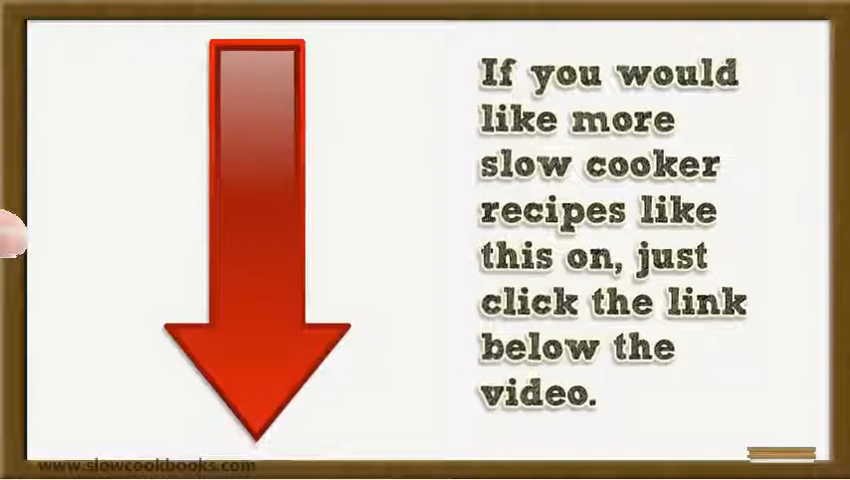 If you would
like more
slow cooker
recipes like
this on, just
click the link
below the
video.
www.slowcookbooks.com